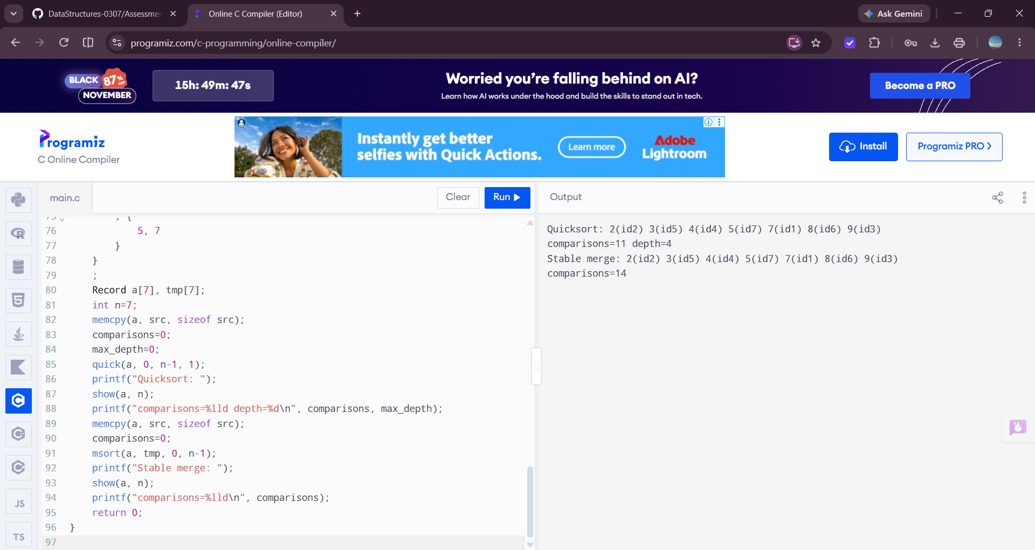 DataStructures-0307/Assessme
Online C Compiler (Editor)
Ask Gemini
programiz.com/c-programming/online-compiler/
BLACK
87%
NOVEMBER
15h: 49m: 47s
Worried you're falling behind on AI?
Learn how AI works under the hood and build the skills to stand out in tech.
Become a PRO
Programiz
C Online Compiler
Instantly get better
selfies with Quick Actions.
Learn more
Adobe
Lightroom
Install
Programiz PRO >
main.c
Clear
Run
Output
75 , {
76 5, 7
77 }
78 }
79 ;
80 Record a[7], tmp[7];
81 int n=7;
82 memcpy(a, src, sizeof src);
83 comparisons=0;
84 max_depth=0;
85 quick(a, 0, n-1, 1);
86 printf("Quicksort: ");
87 show(a, n);
88 printf("comparisons=%lld depth=%d\n", comparisons, max_depth);
89 memcpy(a, src, sizeof src);
90 comparisons=0;
91 msort(a, tmp, 0, n-1);
92 printf("Stable merge: ");
93 show(a, n);
94 printf("comparisons=%lld\n", comparisons);
95 return 0;
96 }
97
Quicksort: 2(id2) 3(id5) 4(id4) 5(id7) 7(id1) 8(id6) 9(id3)
comparisons=11 depth=4
Stable merge: 2(id2) 3(id5) 4(id4) 5(id7) 7(id1) 8(id6) 9(id3)
comparisons=14
JS
TS